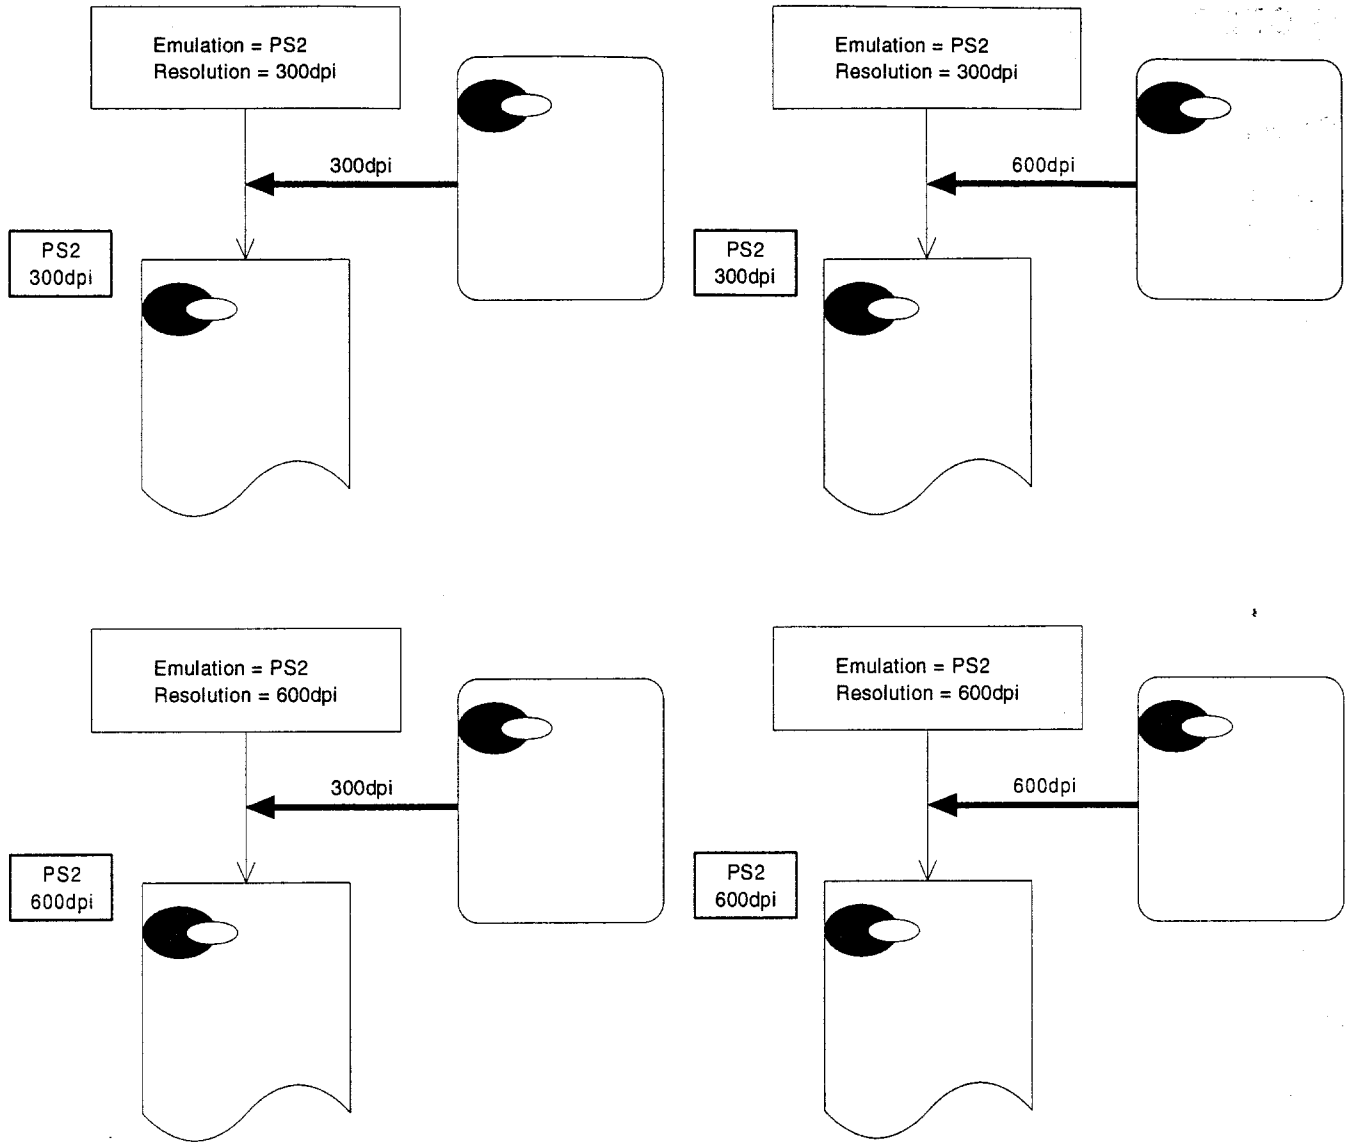 Emulation = PS2
Resolution = 300dpi
300dpi
PS2
300dpi
Emulation = PS2
Resolution = 300dpi
600dpi
PS2
300dpi
Emulation = PS2
Resolution = 600dpi
300dpi
PS2
600dpi
Emulation = PS2
Resolution = 600dpi
600dpi
PS2
600dpi